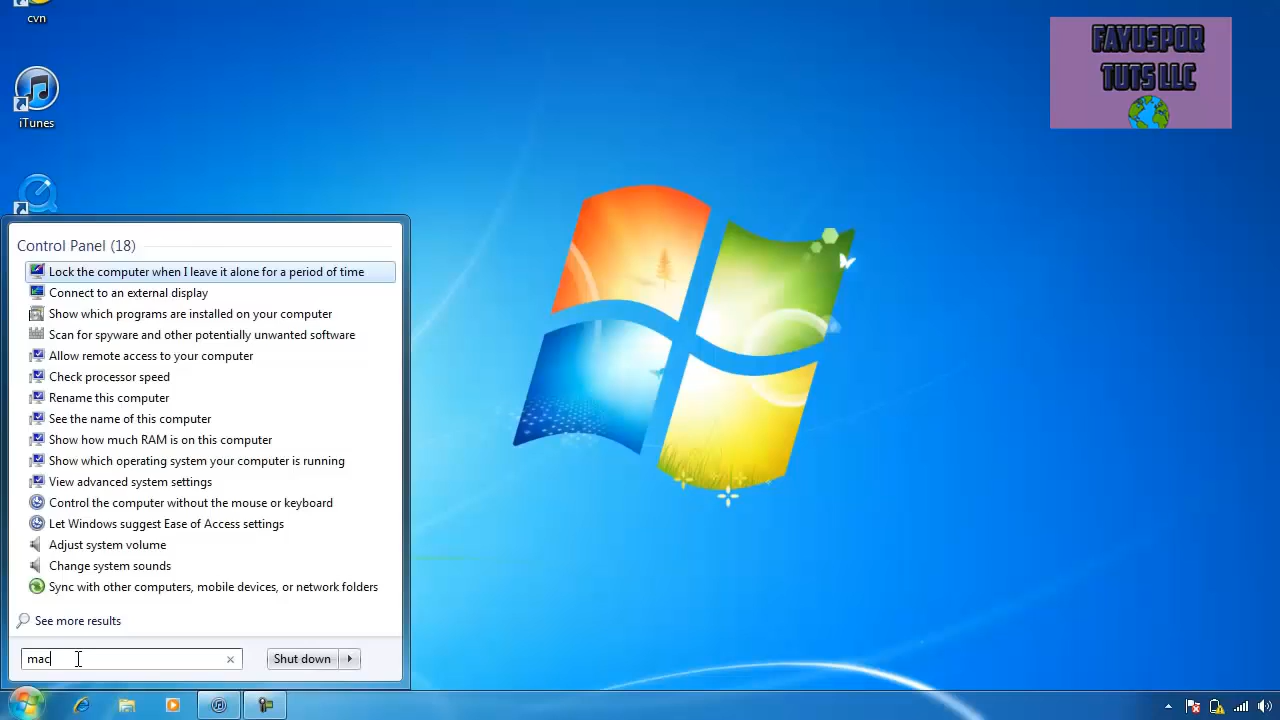 cvn
FAYUSPOR
TUTS LLC
iTunes
Control Panel (18)
Lock the computer when I leave it alone for a period of time
Connect to an external display
Show which programs are installed on your computer
Scan for spyware and other potentially unwanted software
Allow remote access to your computer
Check processor speed
Rename this computer
See the name of this computer
Show how much RAM is on this computer
Show which operating system your computer is running
View advanced system settings
Control the computer without the mouse or keyboard
Let Windows suggest Ease of Access settings
Adjust system volume
Change system sounds
Sync with other computers, mobile devices, or network folders
See more results
mac
Shut down